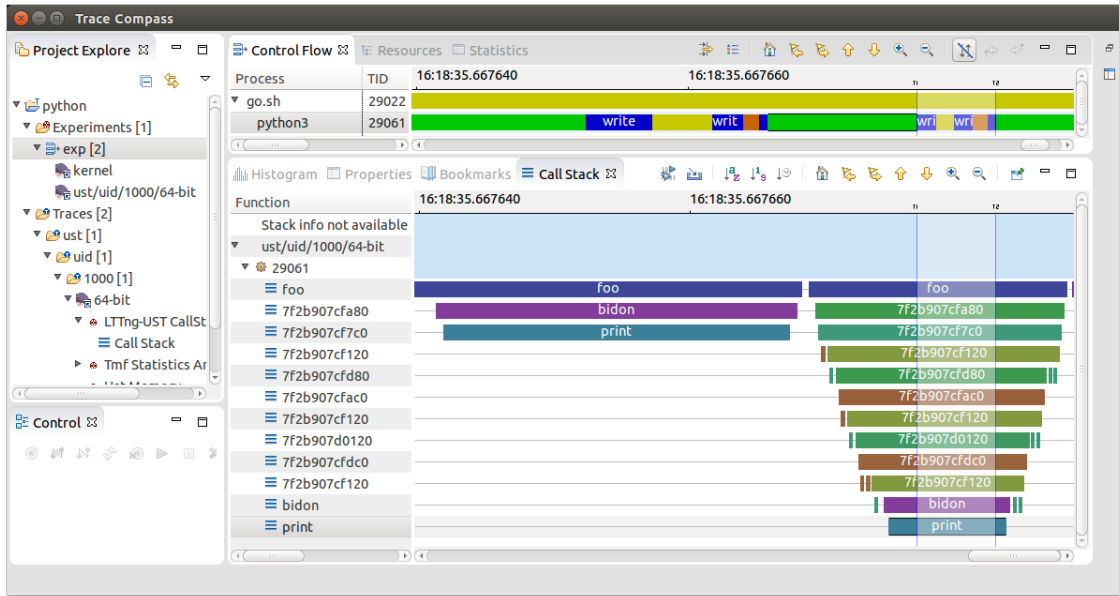 Trace Compass
Project Explore
Control Flow Resources Statistics
Process TID 16:18:35.667640 16:18:35.667660
T1 T2
go.sh 29022
python3 29061 write writ wri wri
python
Experiments [1]
exp [2]
kernel
ust/uid/1000/64-bit
Traces [2]
ust [1]
uid [1]
1000 [1]
64-bit
LTTng-UST CallSt
Call Stack
Tmf Statistics Ar
Control
Histogram Properties Bookmarks Call Stack
Function 16:18:35.667640 16:18:35.667660
T1 T2
Stack info not available
ust/uid/1000/64-bit
29061
foo foo foo
7f2b907cfa80 bidon 7f2b907cfa80
7f2b907cf7c0 print 7f2b907cf7c0
7f2b907cf120 7f2b907cf120
7f2b907cfd80 7f2b907cfd80
7f2b907cfac0 7f2b907cfac0
7f2b907cf120 7f2b907cf120
7f2b907d0120 7f2b907d0120
7f2b907cfdc0 7f2b907cfdc0
7f2b907cf120 7f2b907cf120
bidon bidon
print print